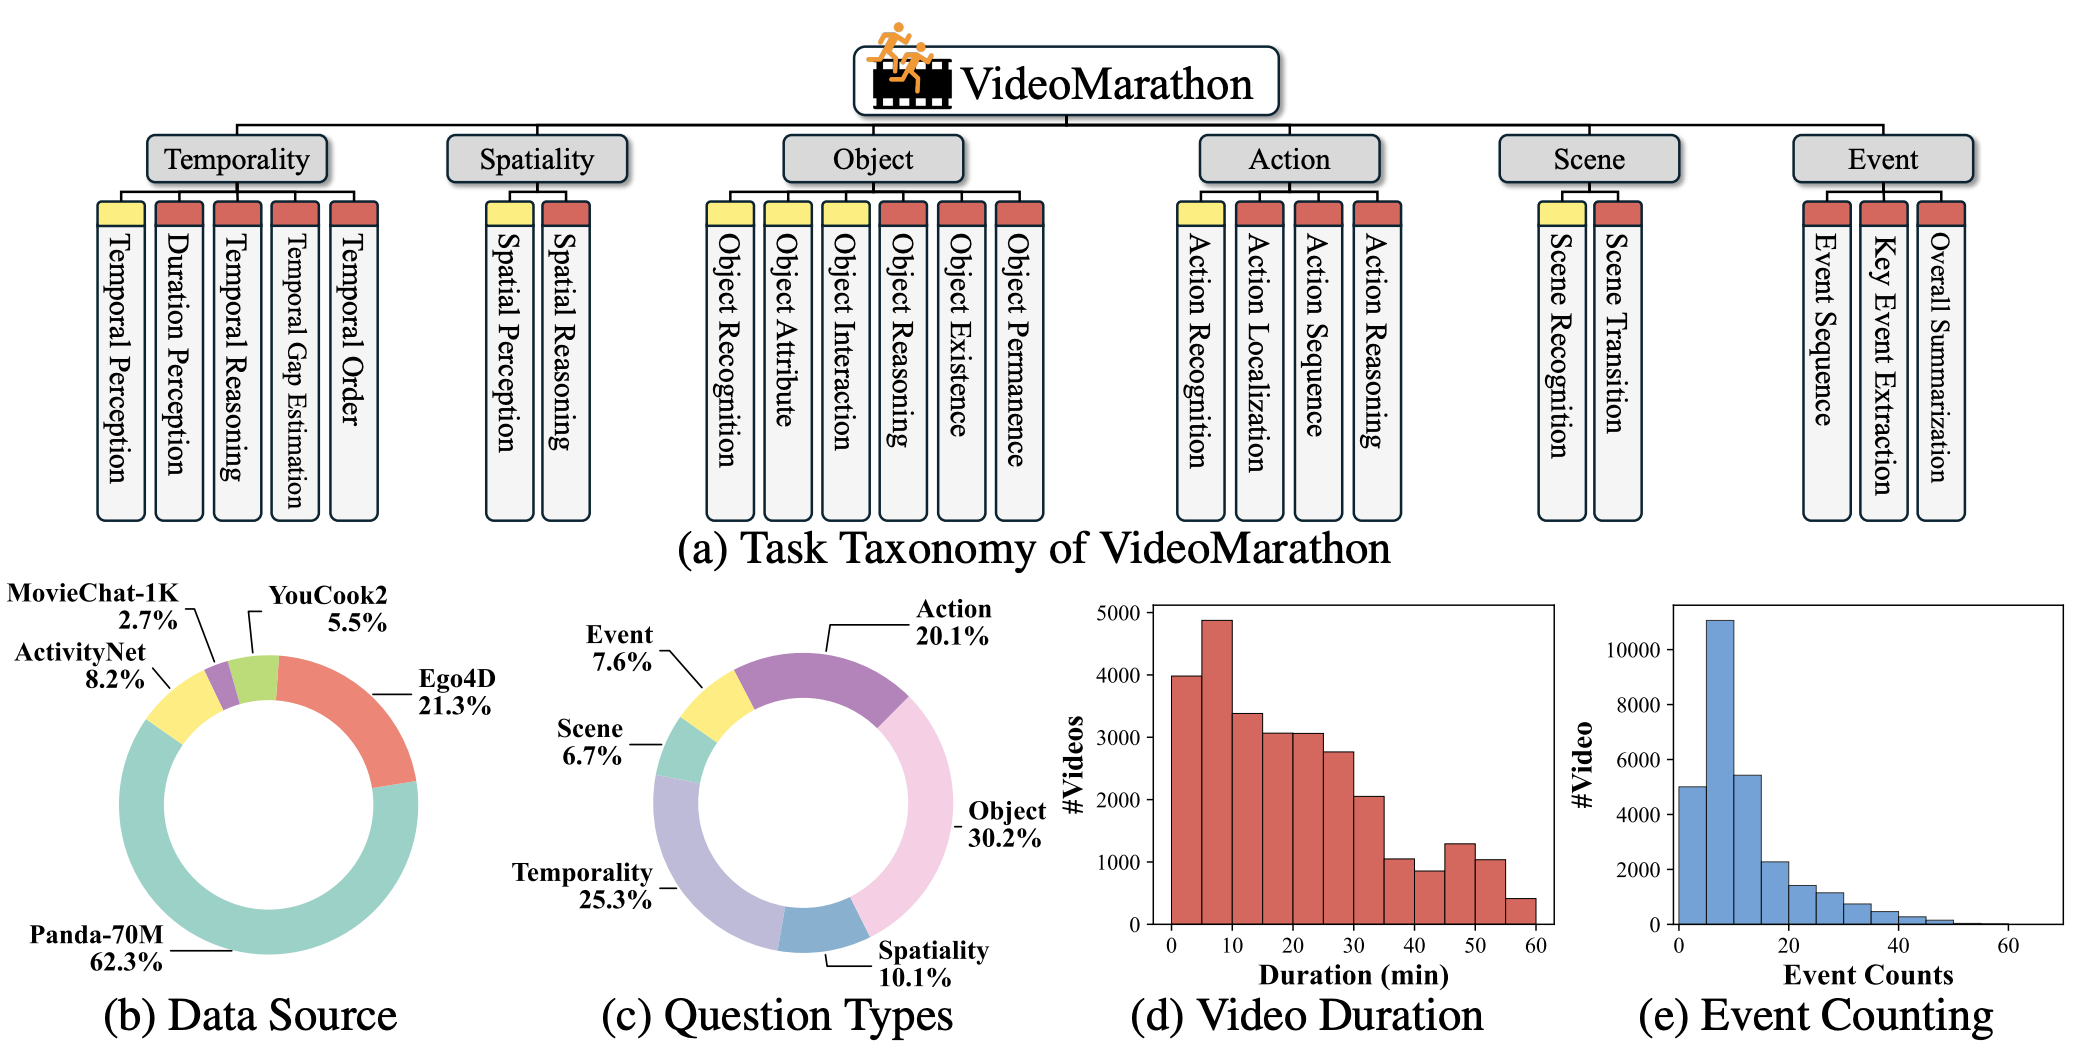 VideoMarathon
Temporality
Spatiality
Object
Action
Scene
Event
Temporal Perception
Duration Perception
Temporal Reasoning
Temporal Gap Estimation
Temporal Order
Spatial Perception
Spatial Reasoning
Object Recognition
Object Attribute
Object Interaction
Object Reasoning
Object Existence
Object Permanence
Action Recognition
Action Localization
Action Sequence
Action Reasoning
Scene Recognition
Scene Transition
Event Sequence
Key Event Extraction
Overall Summarization
(a) Task Taxonomy of VideoMarathon
MovieChat-1K
2.7%
YouCook2
5.5%
ActivityNet
8.2%
Ego4D
21.3%
Panda-70M
62.3%
(b) Data Source
Action
20.1%
Event
7.6%
Scene
6.7%
Object
30.2%
Temporality
25.3%
Spatiality
10.1%
(c) Question Types
#Videos
5000
4000
3000
2000
1000
0
0 10 20 30 40 50 60
Duration (min)
(d) Video Duration
#Video
10000
8000
6000
4000
2000
0
0 20 40 60
Event Counts
(e) Event Counting